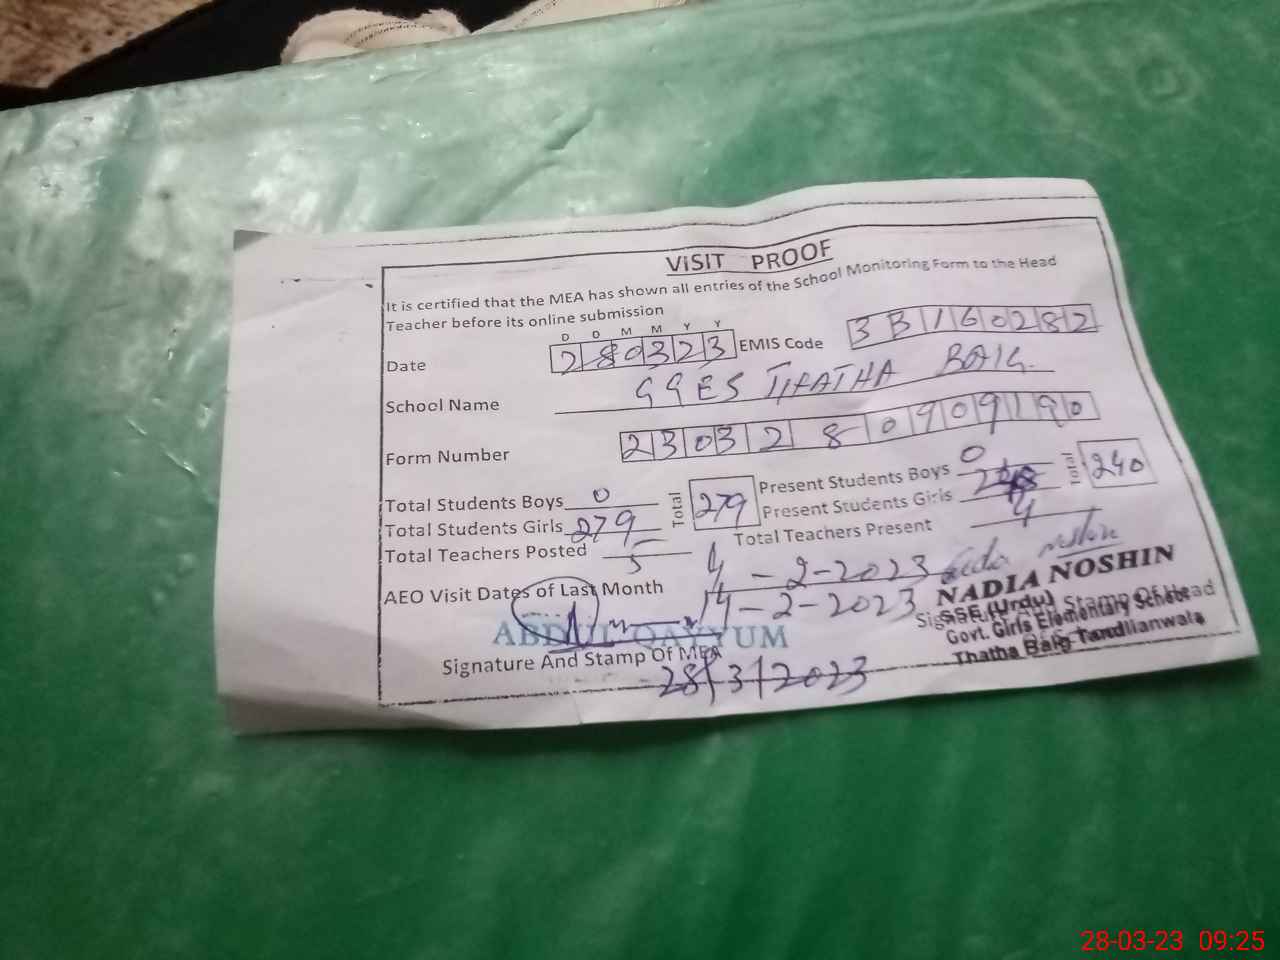 VISIT PROOF
It is certified that the MEA has shown all entries of the School Monitoring Form to the Head
Teacher before its online submission
D D M M Y Y
Date 280323 EMIS Code 33160282
School Name GGES THATHA BAIG
Form Number 2303280909190
Total Students Boys 0 Total 279 Present Students Boys 0 Total 240
Total Students Girls 279 Present Students Girls
Total Teachers Posted 5 Total Teachers Present 4
AEO Visit Dates of Last Month 4-2-2023
14-2-2023
NADIA NOSHIN
SSE (Urdu)
Govt. Girls Elementary School
Thatha Baig Tandlianwala
Signature And Stamp Of Head
ABDUL QAYYUM
Signature And Stamp Of MEA
28/3/2023
28-03-23 09:25